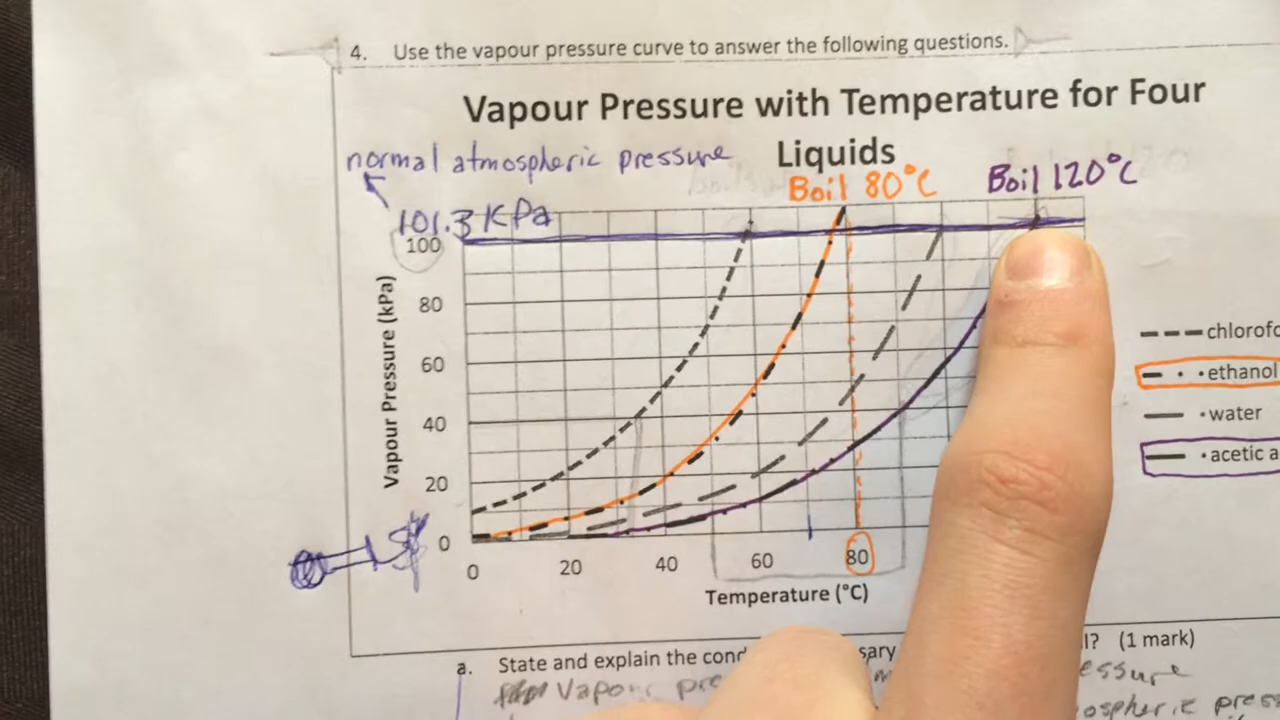 4. Use the vapour pressure curve to answer the following questions.
Vapour Pressure with Temperature for Four
Liquids
normal atmospheric pressure
Boil 80°C
Boil 120°C
101.3 KPa
100
80
60
40
20
0
Vapour Pressure (kPa)
0 20 40 60 80
Temperature (°C)
chlorofo
ethanol
water
acetic a
a. State and explain the cond sary l? (1 mark)
Vapour pre essure
ospheric press